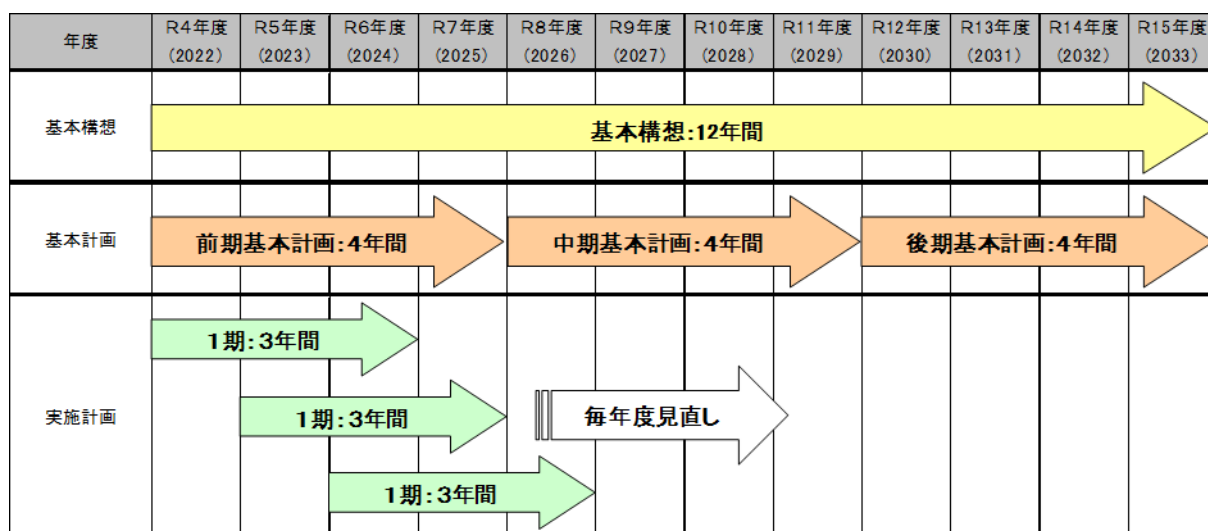 年度 R4年度 R5年度 R6年度 R7年度 R8年度 R9年度 R10年度 R11年度 R12年度 R13年度 R14年度 R15年度
(2022) (2023) (2024) (2025) (2026) (2027) (2028) (2029) (2030) (2031) (2032) (2033)
基本構想 基本構想:12年間
基本計画 前期基本計画:4年間 中期基本計画:4年間 後期基本計画:4年間
1期:3年間
実施計画 1期:3年間 毎年度見直し
1期:3年間